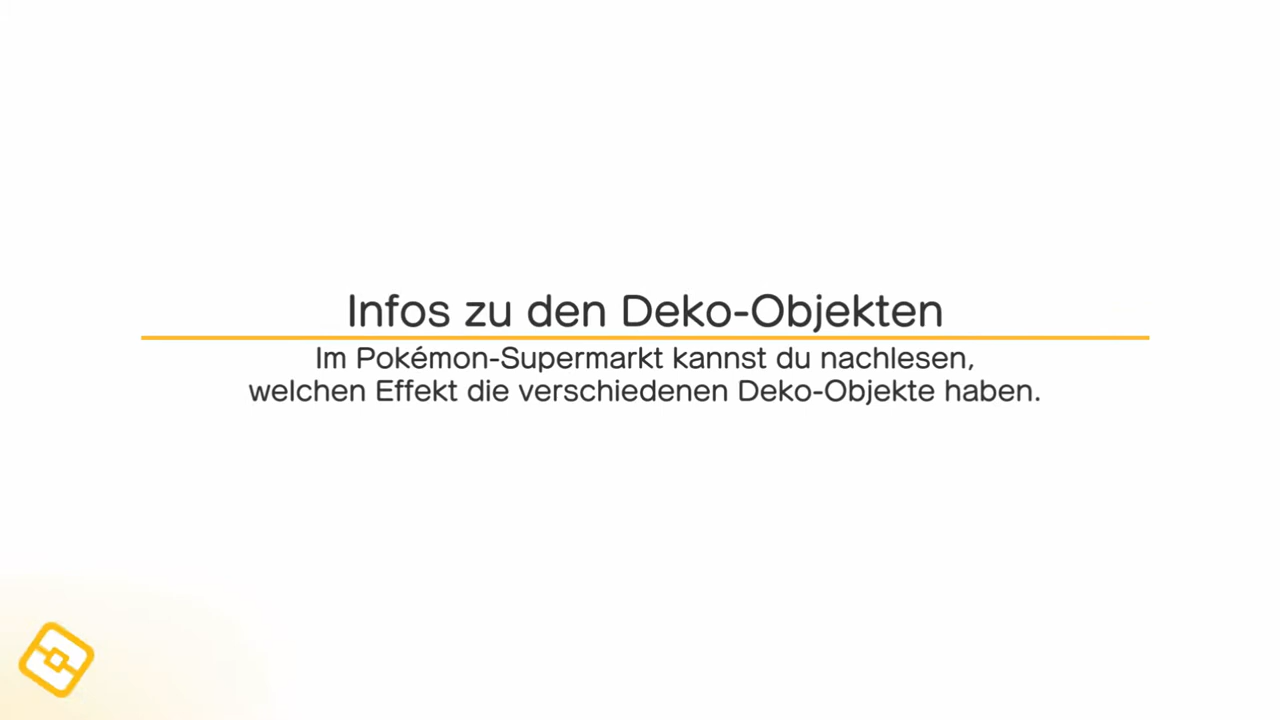 Infos zu den Deko-Objekten
Im Pokémon-Supermarkt kannst du nachlesen,
welchen Effekt die verschiedenen Deko-Objekte haben.